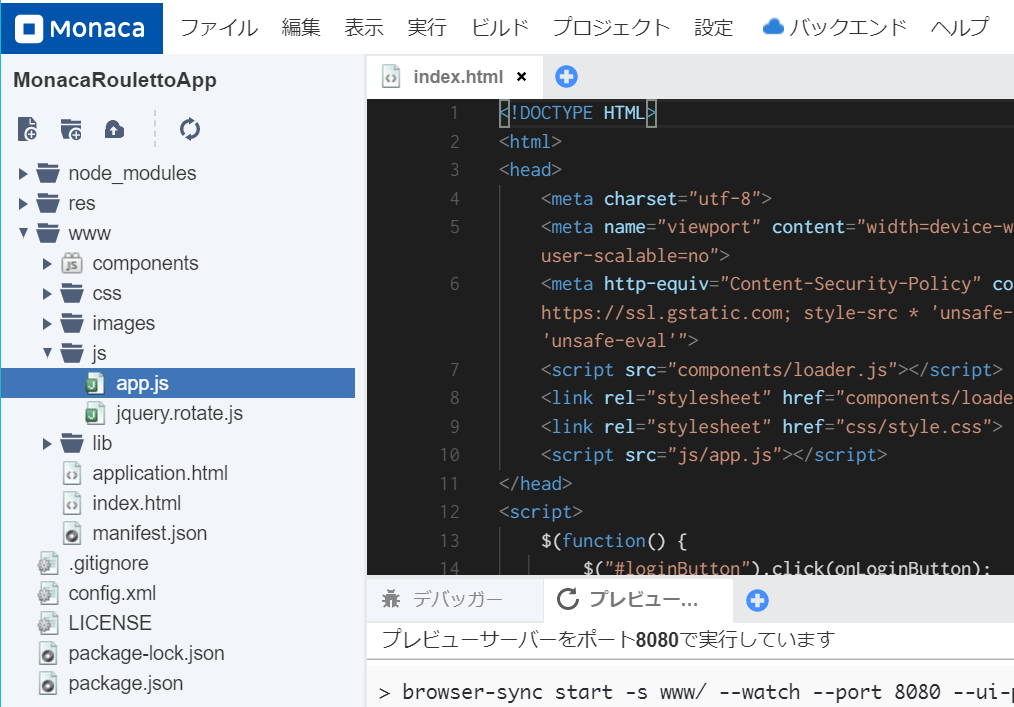 Monaca ファイル 編集 表示 実行 ビルド プロジェクト 設定 バックエンド ヘルプ
MonacaRoulettoApp
node_modules
res
www
components
css
images
js
app.js
jquery.rotate.js
lib
application.html
index.html
manifest.json
.gitignore
config.xml
LICENSE
package-lock.json
package.json
index.html ×
1 <!DOCTYPE HTML>
2 <html>
3 <head>
4 <meta charset="utf-8">
5 <meta name="viewport" content="width=device-w
user-scalable=no">
6 <meta http-equiv="Content-Security-Policy" co
https://ssl.gstatic.com; style-src * 'unsafe-
'unsafe-eval'">
7 <script src="components/loader.js"></script>
8 <link rel="stylesheet" href="components/loade
9 <link rel="stylesheet" href="css/style.css">
10 <script src="js/app.js"></script>
11 </head>
12 <script>
13 $(function() {
14 $("#loginButton").click(onLoginButton);
デバッガー プレビュー...
プレビューサーバーをポート8080で実行しています
> browser-sync start -s www/ --watch --port 8080 --ui-p